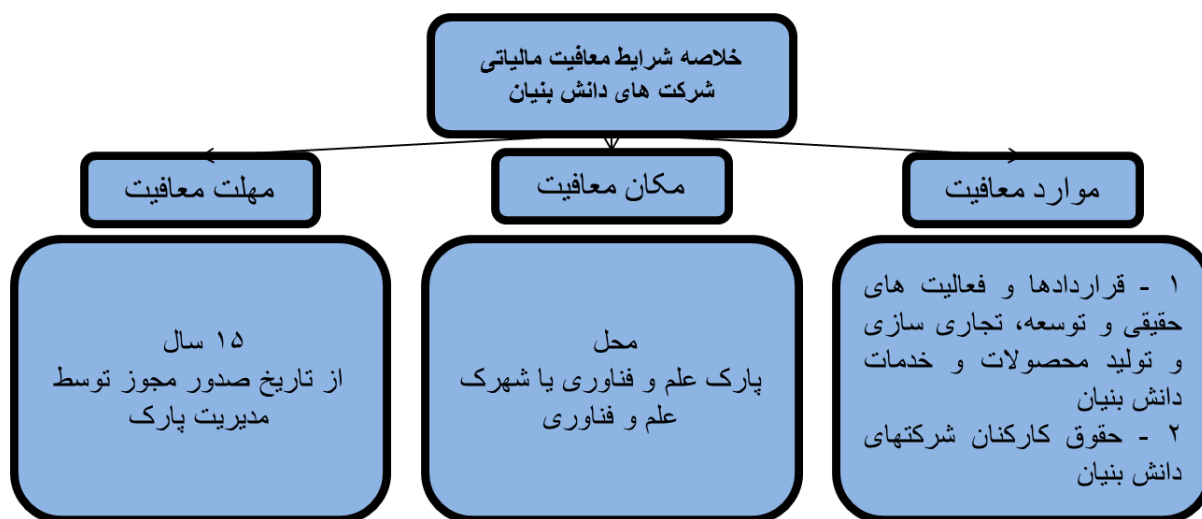 خلاصه شرایط معافیت مالیاتی
شرکت های دانش بنیان
موارد معافیت
۱ - قراردادها و فعالیت های
حقیقی و توسعه، تجاری سازی
و تولید محصولات و خدمات
دانش بنیان
۲ - حقوق کارکنان شرکتهای
دانش بنیان
مکان معافیت
محل
پارک علم و فناوری یا شهرک
علم و فناوری
مهلت معافیت
۱۵ سال
از تاریخ صدور مجوز توسط
مدیریت پارک